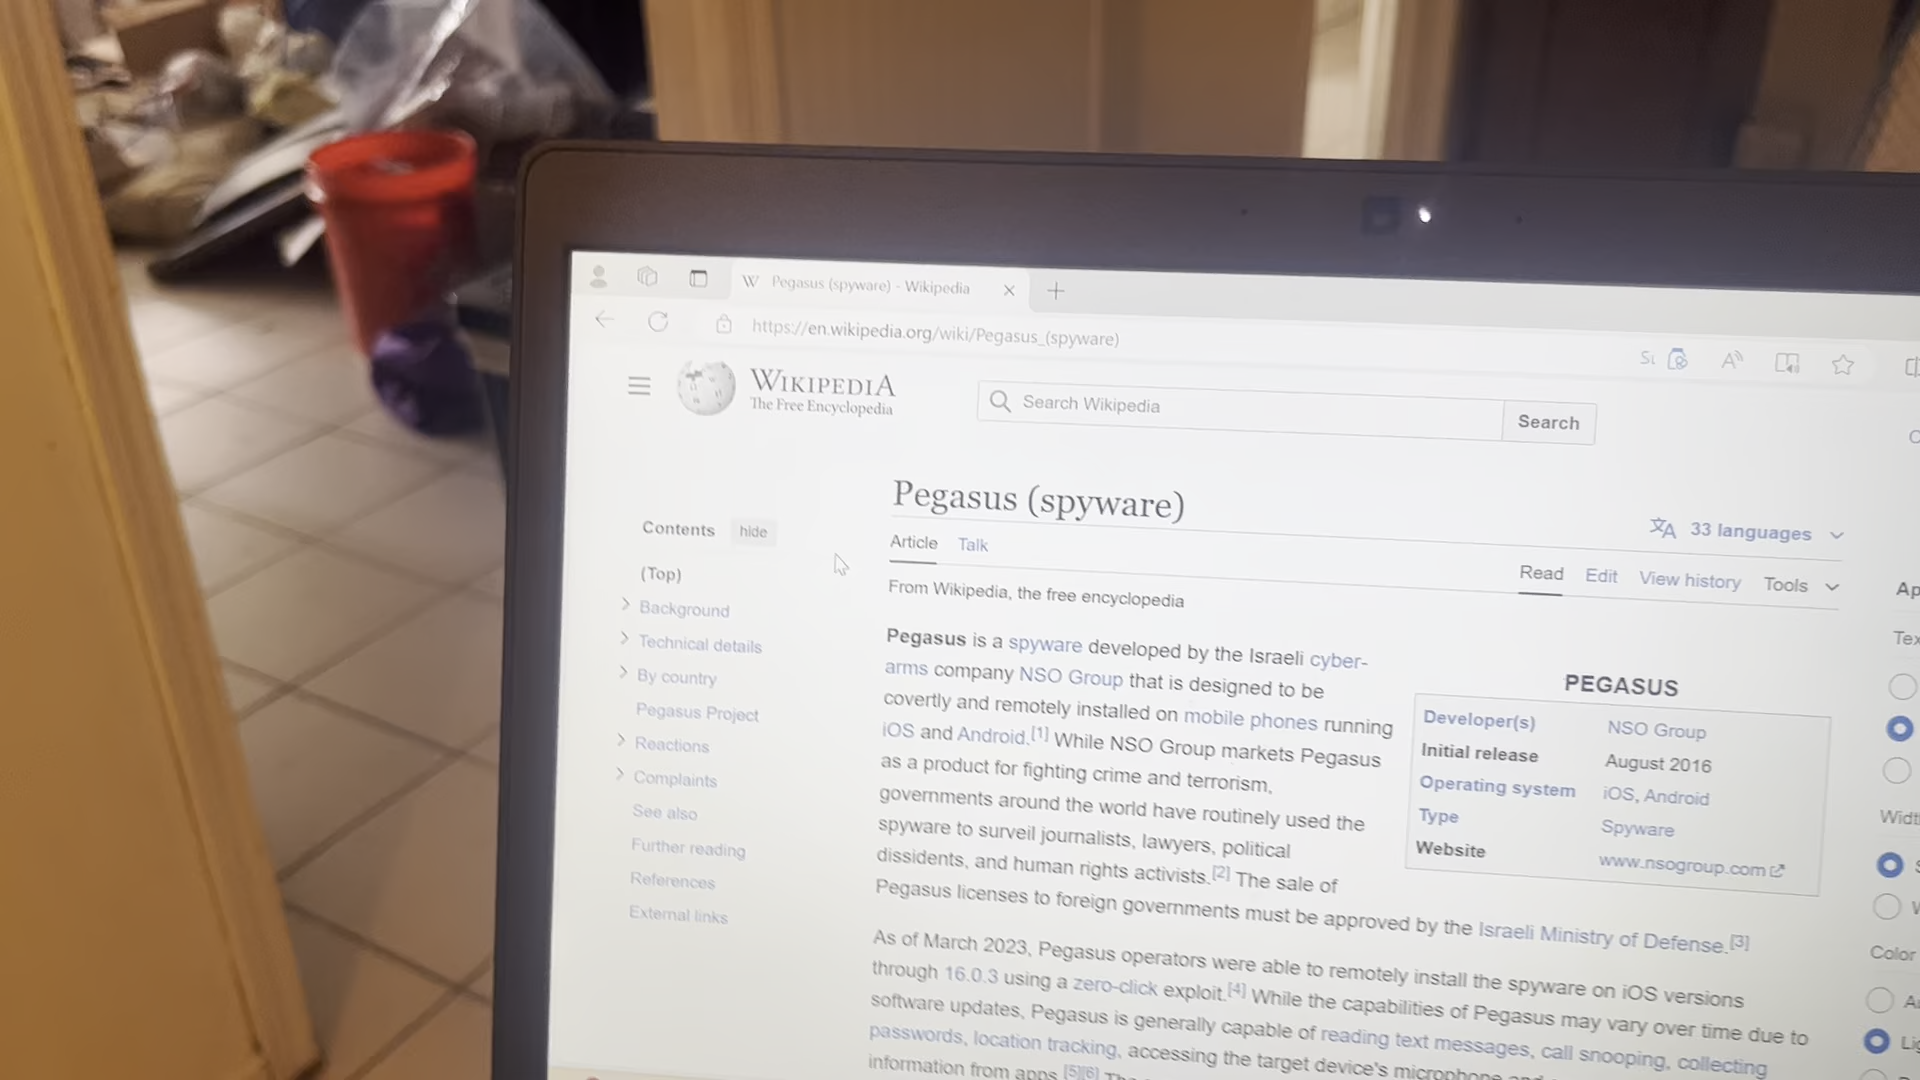 Pegasus (spyware) - Wikipedia
https://en.wikipedia.org/wiki/Pegasus_(spyware)
WIKIPEDIA
The Free Encyclopedia
Search Wikipedia
Search
Pegasus (spyware)
33 languages
Contents
hide
(Top)
Background
Technical details
By country
Pegasus Project
Reactions
Complaints
See also
Further reading
References
External links
Article Talk
Read Edit View history Tools
From Wikipedia, the free encyclopedia
Pegasus is a spyware developed by the Israeli cyber-
arms company NSO Group that is designed to be
covertly and remotely installed on mobile phones running
iOS and Android.[1] While NSO Group markets Pegasus
as a product for fighting crime and terrorism,
governments around the world have routinely used the
spyware to surveil journalists, lawyers, political
dissidents, and human rights activists.[2] The sale of
Pegasus licenses to foreign governments must be approved by the Israeli Ministry of Defense.[3]
PEGASUS
Developer(s) NSO Group
Initial release August 2016
Operating system iOS, Android
Type Spyware
Website www.nsogroup.com
As of March 2023, Pegasus operators were able to remotely install the spyware on iOS versions
through 16.0.3 using a zero-click exploit.[4] While the capabilities of Pegasus may vary over time due to
software updates, Pegasus is generally capable of reading text messages, call snooping, collecting
passwords, location tracking, accessing the target device's microphone
information from apps.[5][6]